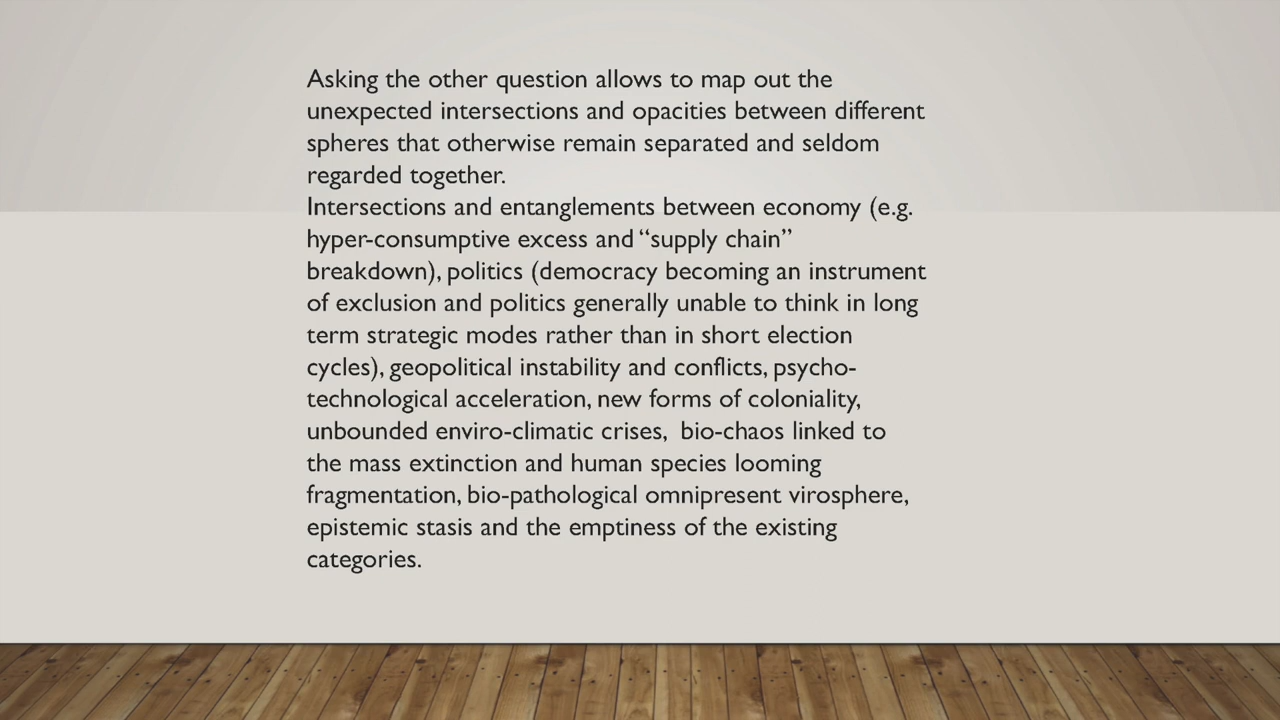 Asking the other question allows to map out the
unexpected intersections and opacities between different
spheres that otherwise remain separated and seldom
regarded together.
Intersections and entanglements between economy (e.g.
hyper-consumptive excess and “supply chain”
breakdown), politics (democracy becoming an instrument
of exclusion and politics generally unable to think in long
term strategic modes rather than in short election
cycles), geopolitical instability and conflicts, psycho-
technological acceleration, new forms of coloniality,
unbounded enviro-climatic crises,  bio-chaos linked to
the mass extinction and human species looming
fragmentation, bio-pathological omnipresent virosphere,
epistemic stasis and the emptiness of the existing
categories.